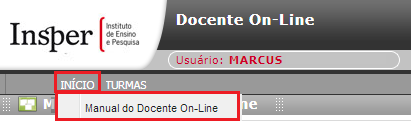 Insper
Instituto
de Ensino
e Pesquisa
Docente On-Line
Usuário: MARCUS
INÍCIO TURMAS
Manual do Docente On-Line